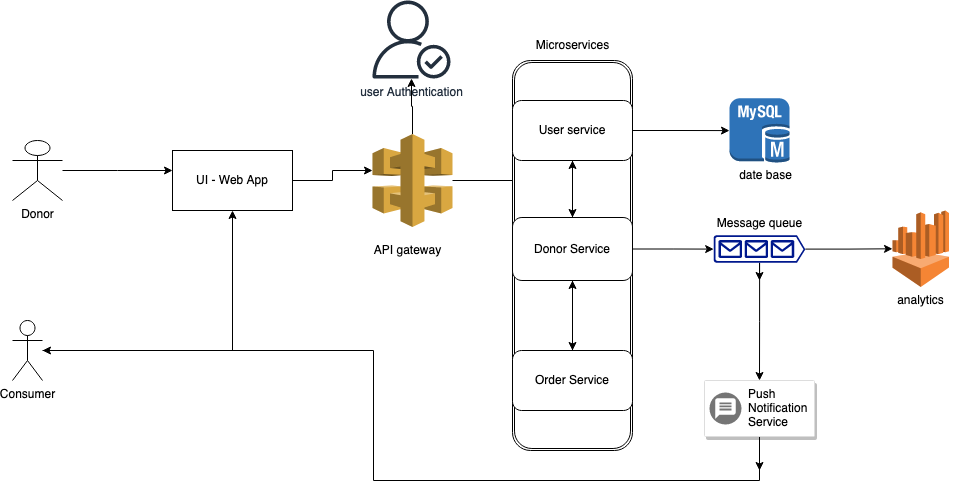 Microservices
user Authentication
User service
MySQL
M
date base
UI - Web App
Donor
API gateway
Donor Service
Message queue
analytics
Consumer
Order Service
Push
Notification
Service